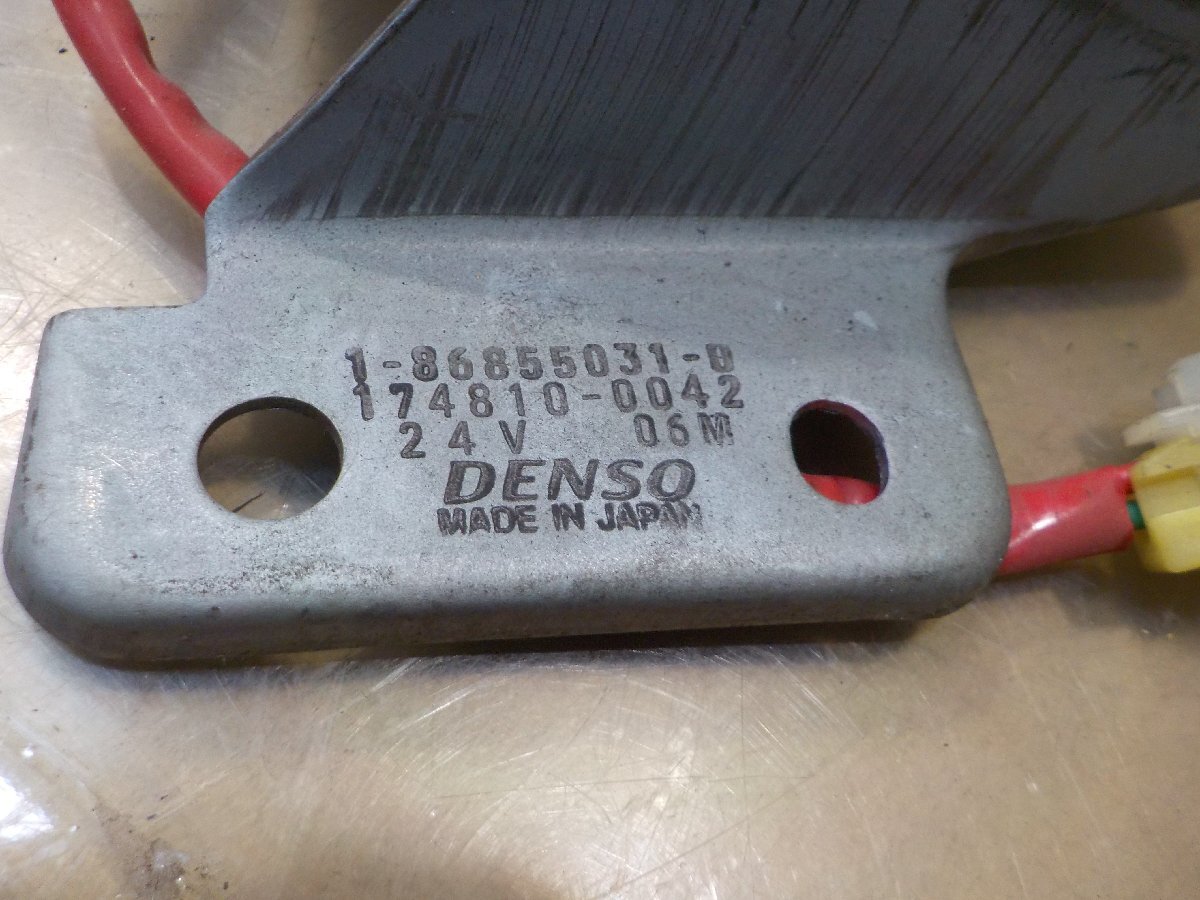 1-86855031-0
174810-0042
24V 06M
DENSO
MADE IN JAPAN